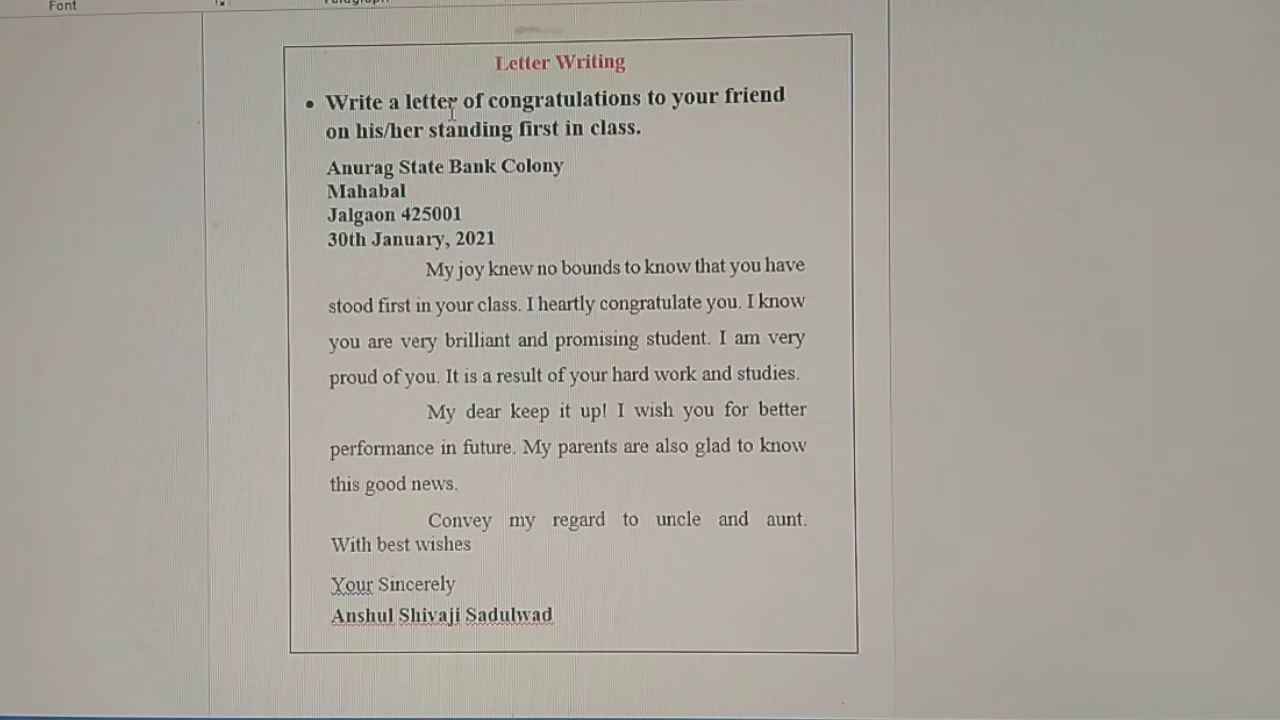 Font
Letter Writing
• Write a letter of congratulations to your friend
on his/her standing first in class.
Anurag State Bank Colony
Mahabal
Jalgaon 425001
30th January, 2021
My joy knew no bounds to know that you have
stood first in your class. I heartly congratulate you. I know
you are very brilliant and promising student. I am very
proud of you. It is a result of your hard work and studies.
My dear keep it up! I wish you for better
performance in future. My parents are also glad to know
this good news.
Convey my regard to uncle and aunt.
With best wishes
Your Sincerely
Anshul Shivaji Sadulwad